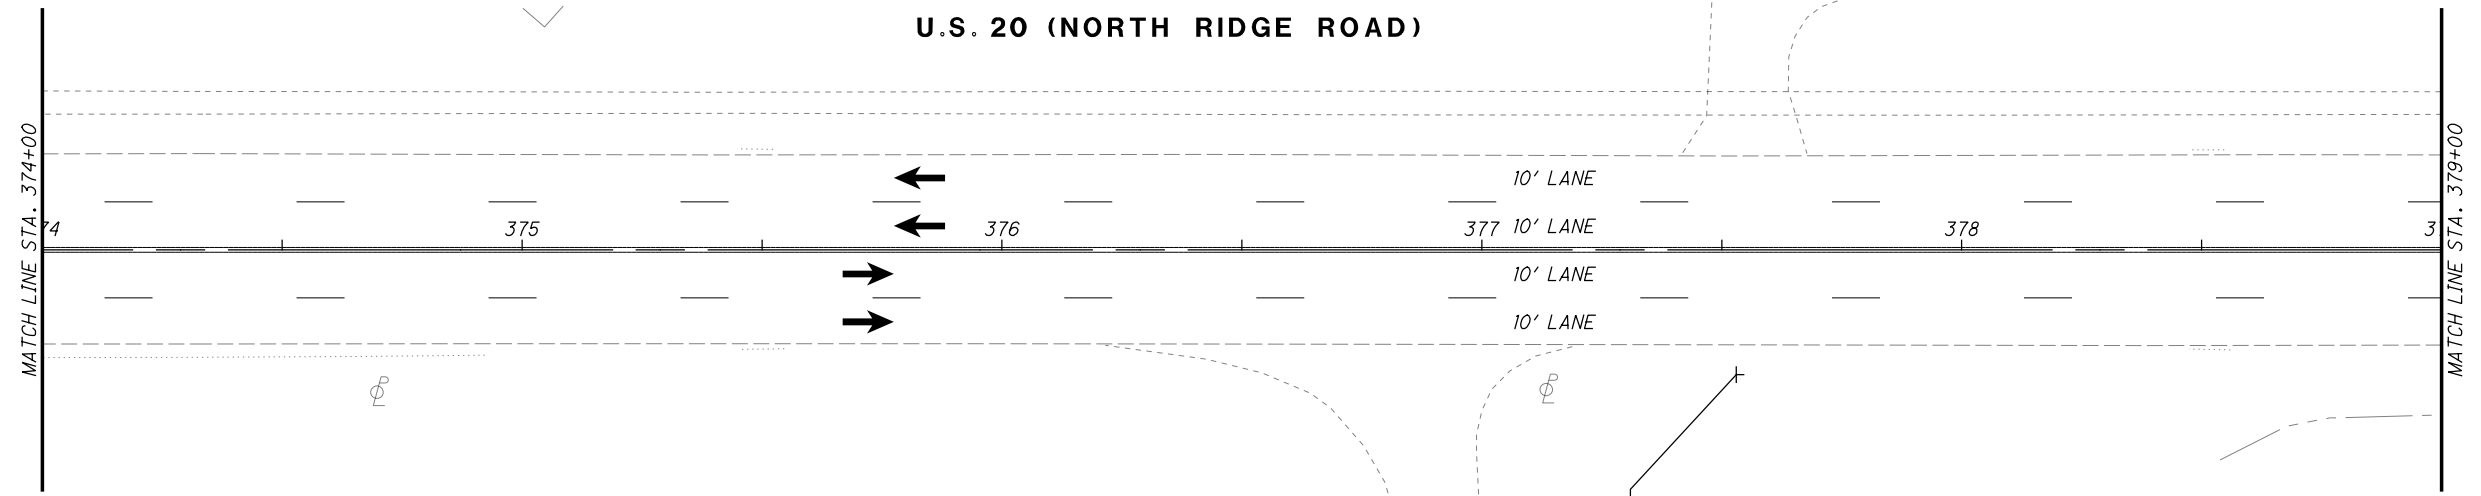 U.S. 20 (NORTH RIDGE ROAD)
MATCH LINE STA. 374+00
10' LANE
74 375 376 377 10' LANE 378
10' LANE
10' LANE
MATCH LINE STA. 379+00